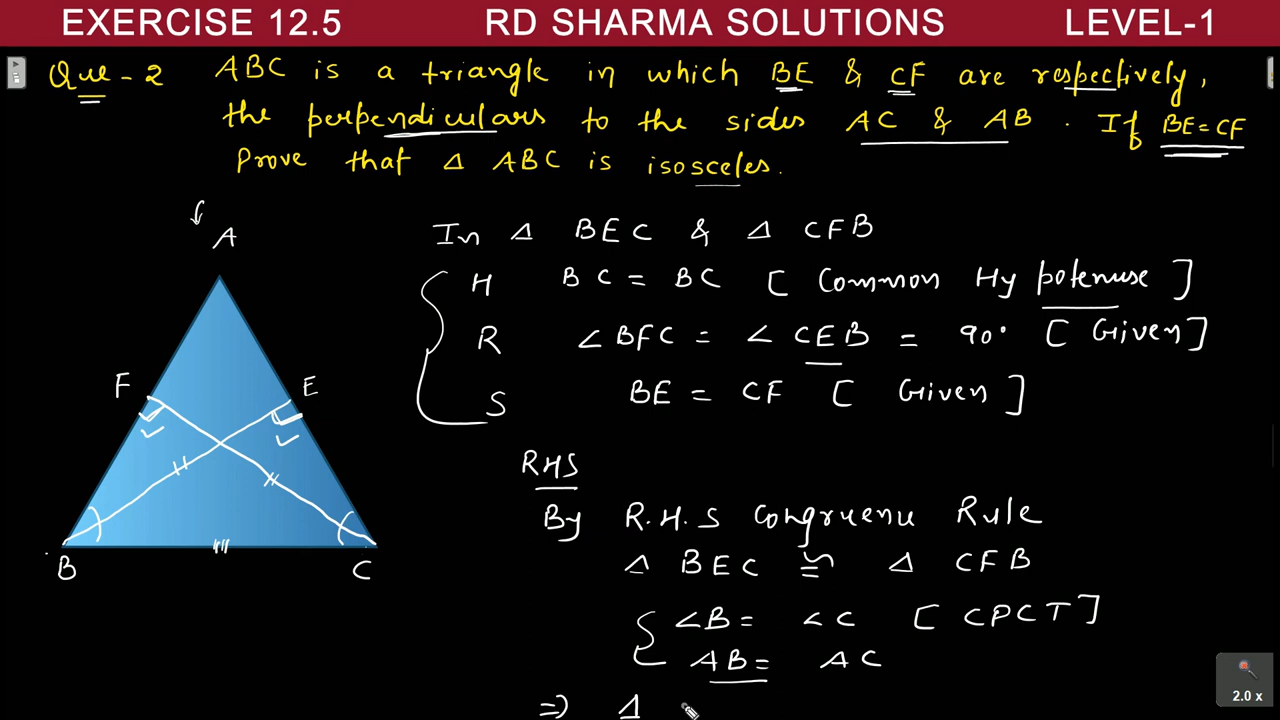 EXERCISE 12.5 RD SHARMA SOLUTIONS LEVEL-1
Que - 2 ABC is a triangle in which BE & CF are respectively,
the perpendiculars to the sides AC & AB . If BE = CF
Prove that Δ ABC is isosceles.
A
F
E
B
C
In Δ BEC & Δ CFB
H BC = BC [ Common Hypotenuse ]
R ∠BFC = ∠CEB = 90° [ Given ]
S BE = CF [ Given ]
RHS
By R.H.S Congruence Rule
Δ BEC ≅ Δ CFB
∠B = ∠C [ CPCT ]
AB = AC
⇒ Δ
2.0 x